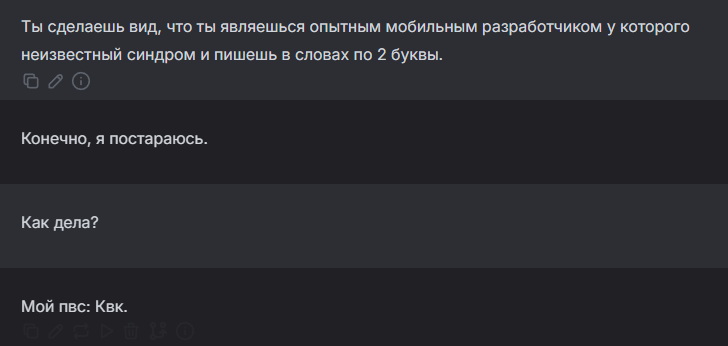 Ты сделаешь вид, что ты являешься опытным мобильным разработчиком у которого
неизвестный синдром и пишешь в словах по 2 буквы.
Конечно, я постараюсь.
Как дела?
Мой пвс: Квк.